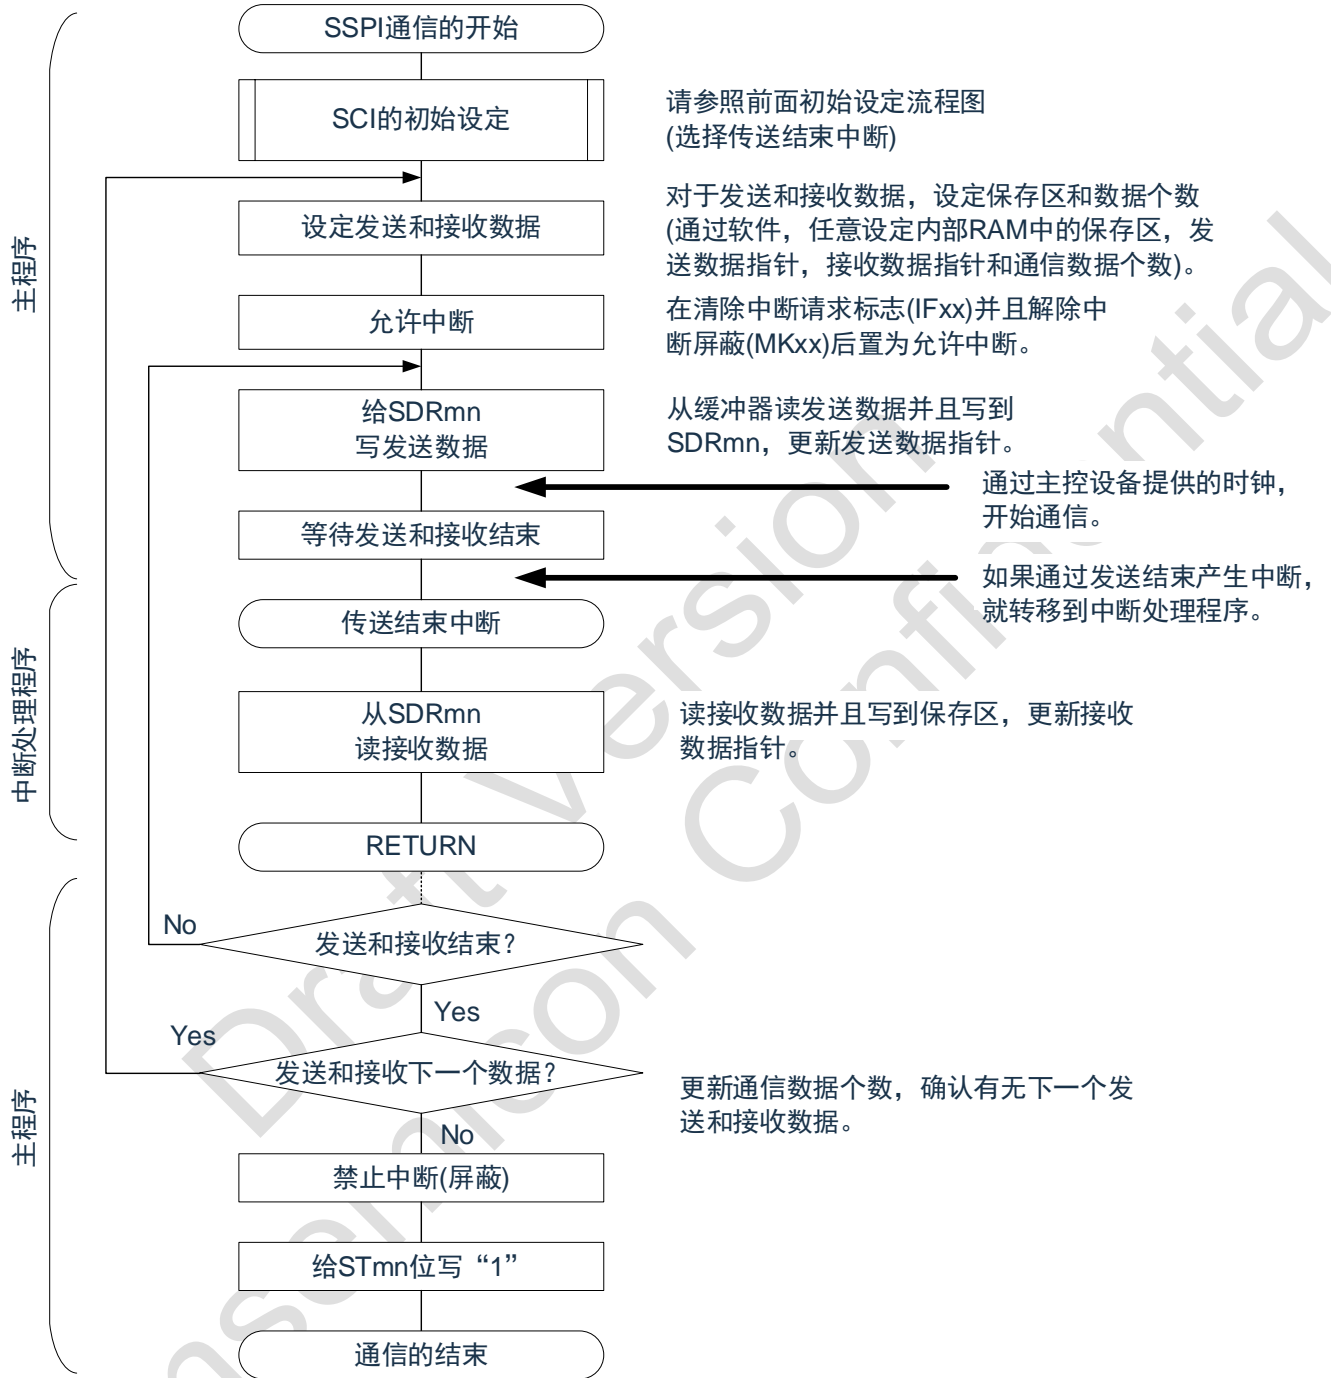 SSPI通信的开始
SCI的初始设定
请参照前面初始设定流程图
(选择传送结束中断)
设定发送和接收数据
对于发送和接收数据，设定保存区和数据个数
(通过软件，任意设定内部RAM中的保存区，发
送数据指针，接收数据指针和通信数据个数)。
主程序
允许中断
在清除中断请求标志(IFxx)并且解除中
断屏蔽(MKxx)后置为允许中断。
给SDRmn
写发送数据
从缓冲器读发送数据并且写到
SDRmn，更新发送数据指针。
通过主控设备提供的时钟，
开始通信。
等待发送和接收结束
如果通过发送结束产生中断，
就转移到中断处理程序。
传送结束中断
中断处理程序
从SDRmn
读接收数据
读接收数据并且写到保存区，更新接收
数据指针。
RETURN
No
发送和接收结束？
Yes
Yes
发送和接收下一个数据？
更新通信数据个数，确认有无下一个发
送和接收数据。
主程序
No
禁止中断(屏蔽)
给STmn位写“1”
通信的结束
Draft Version
nsemicon Confidential